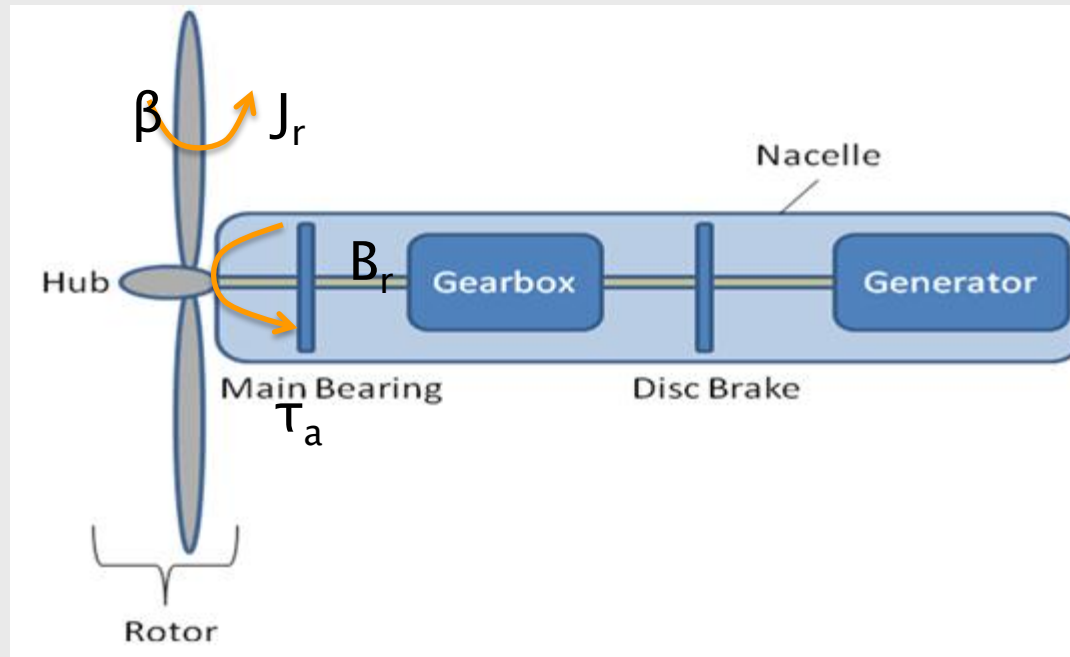 β
J_r
Nacelle
Hub
B_r
Gearbox
Generator
Main Bearing
Disc Brake
τ_a
Rotor